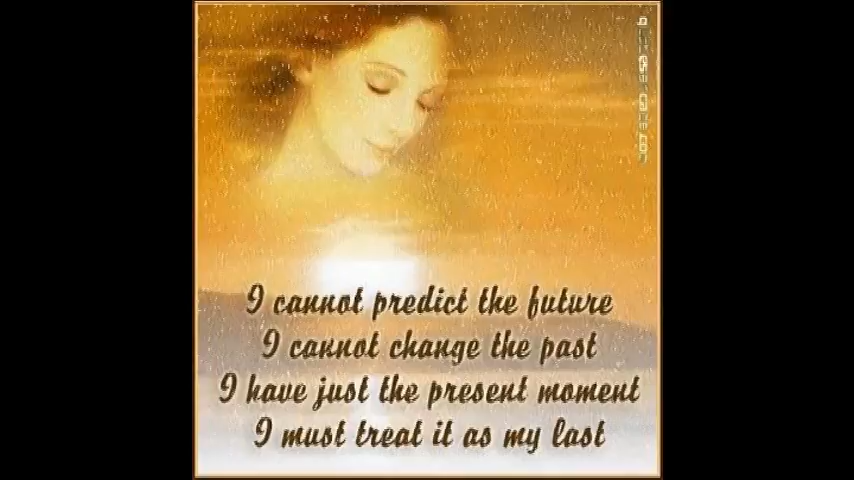 I cannot predict the future
I cannot change the past
I have just the present moment
I must treat it as my last